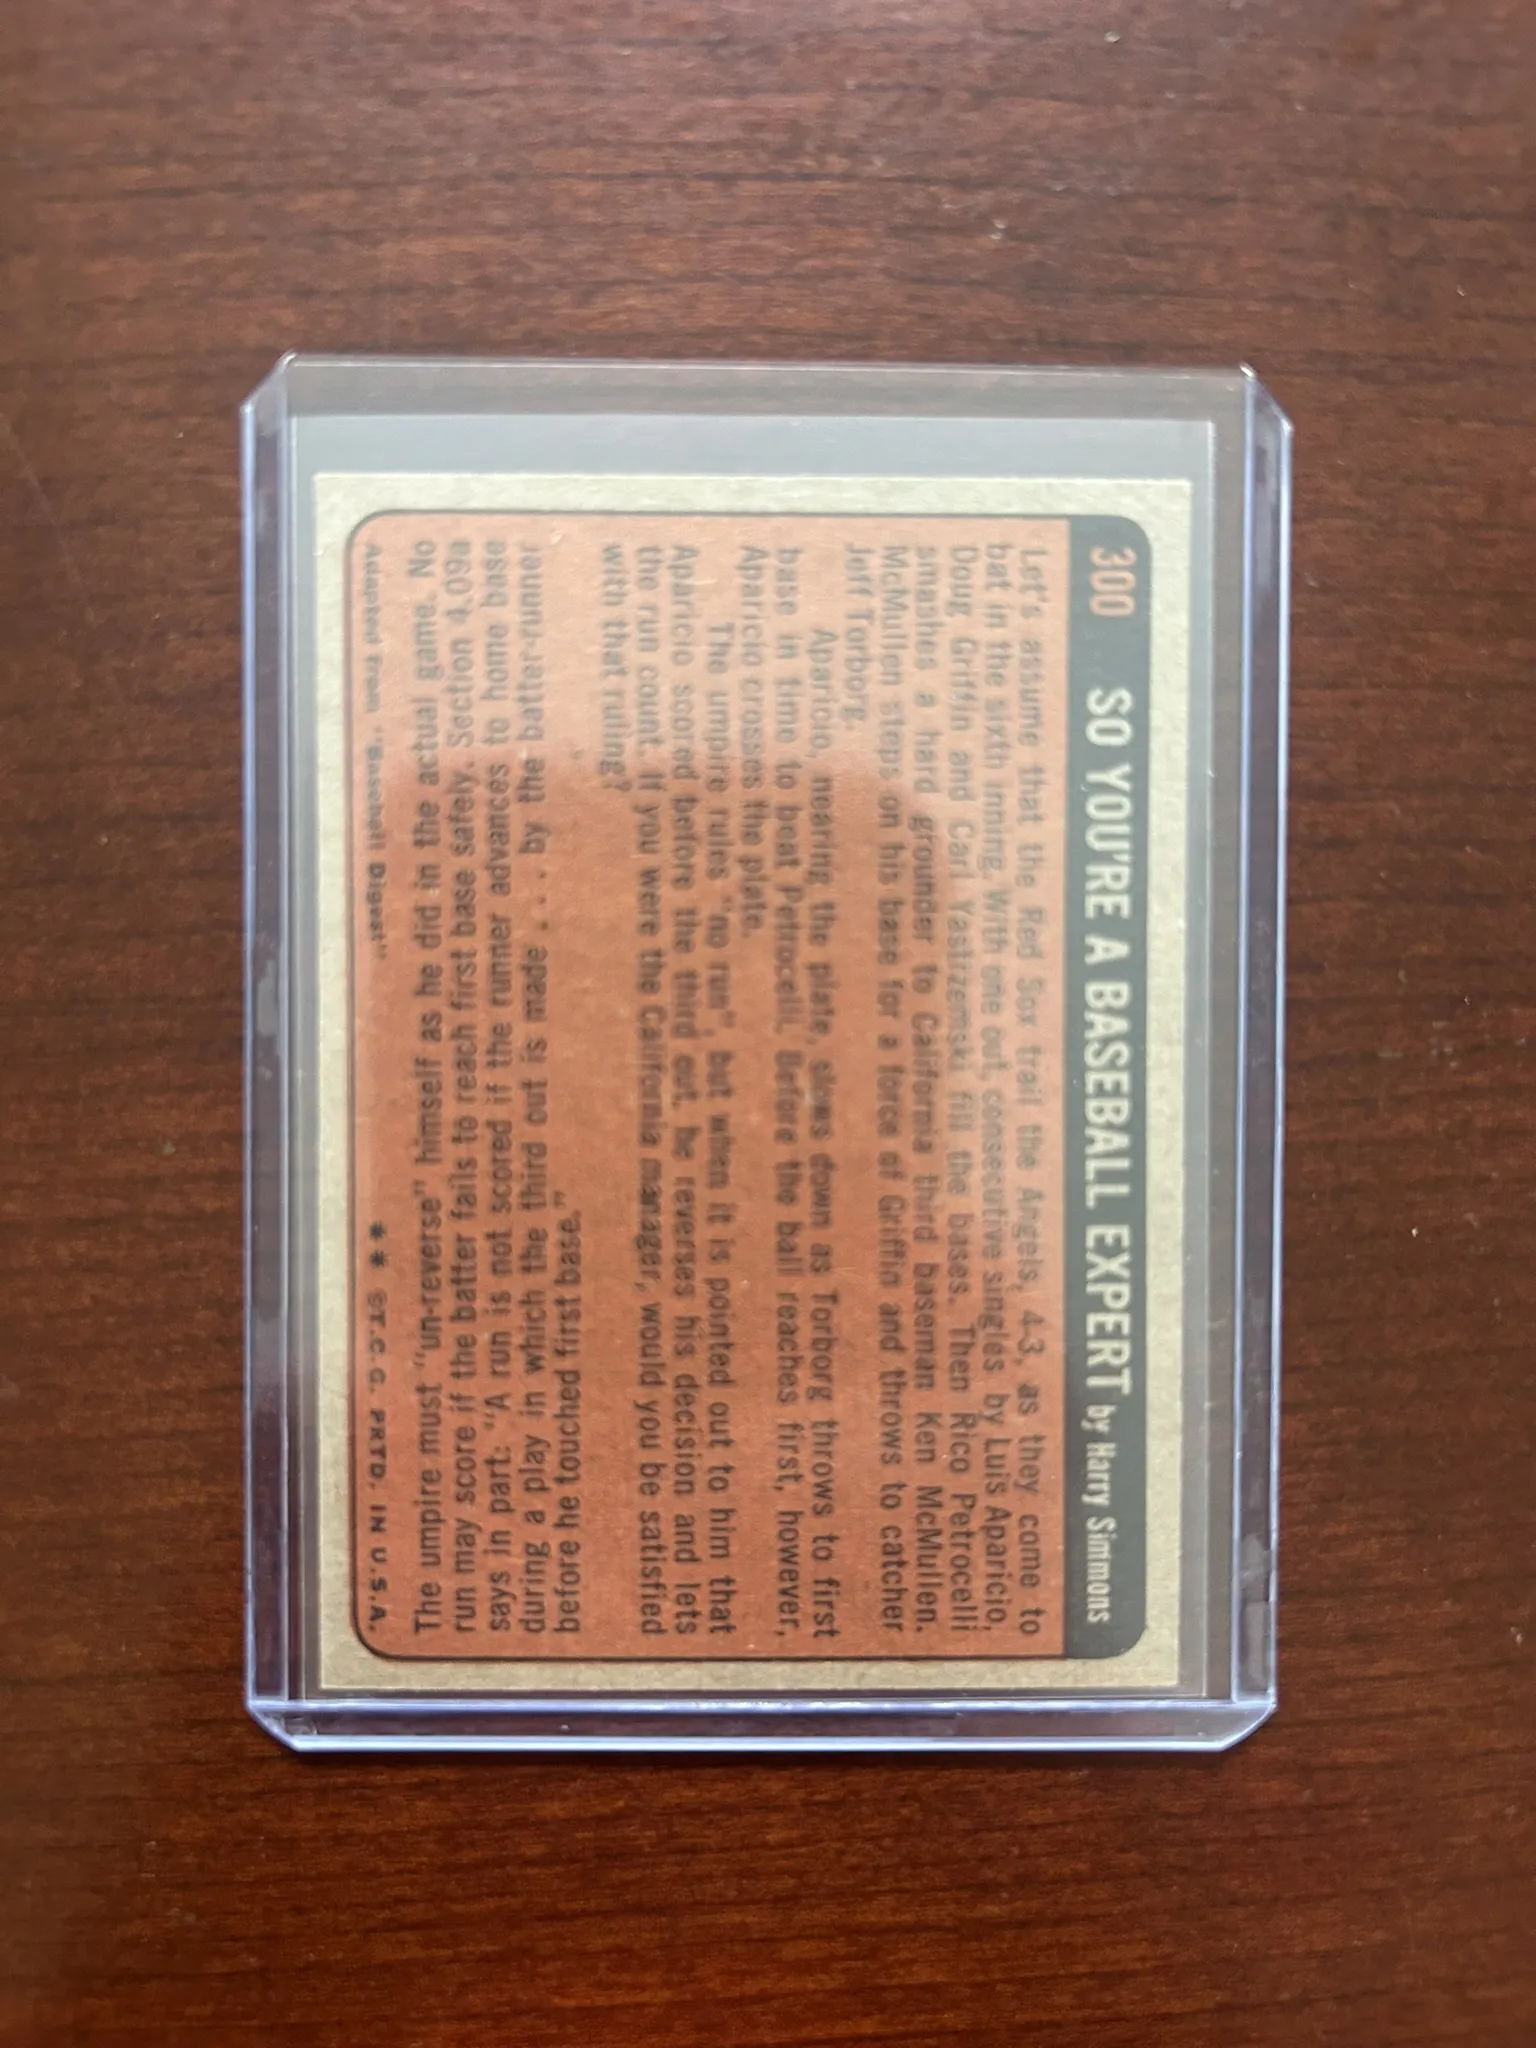 300 SO YOU'RE A BASEBALL EXPERT by Harry Simmons
Let's assume that the Red Sox trail the Angels, 4-3, as they come to
bat in the sixth inning. With one out, consecutive singles by Luis Aparicio,
Doug Griffin and Carl Yastrzemski fill the bases. Then Rico Petrocelli
smashes a hard grounder to California third baseman Ken McMullen.
McMullen steps on his base for a force of Griffin and throws to catcher
Jeff Torborg.
Aparicio, nearing the plate, slows down as Torborg throws to first
base in time to beat Petrocelli. Before the ball reaches first, however,
Aparicio crosses the plate.
The umpire rules "no run", but when it is pointed out to him that
Aparicio scored before the third out, he reverses his decision and lets
the run count. If you were the California manager, would you be satisfied
with that ruling?
before he touched first base."
during a play in which the third out is made . . . by the batter-runner
says in part: "A run is not scored if the runner advances to home base
run may score if the batter fails to reach first base safely. Section 4.09a
The umpire must "un-reverse" himself as he did in the actual game. No
Adapted from "Baseball Digest" ** ©T.C.G. PRTD. IN U.S.A.